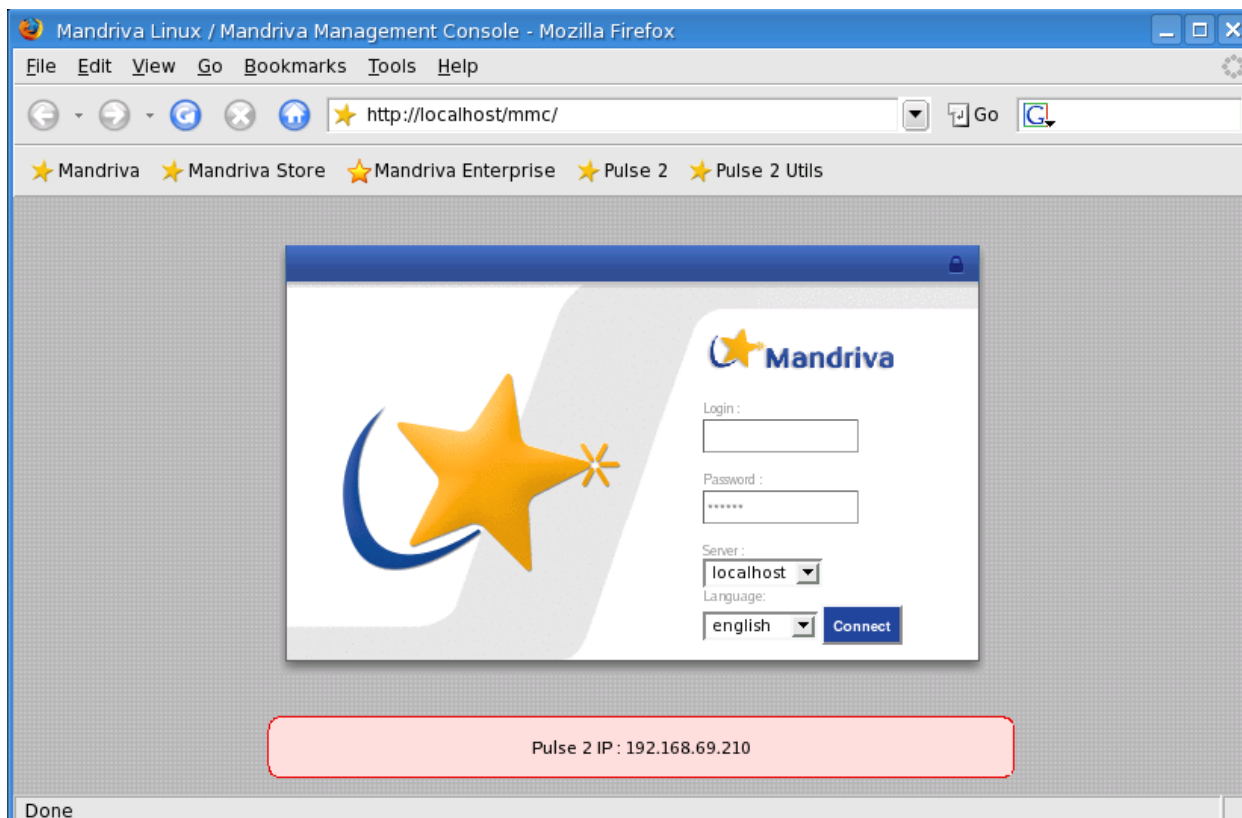 Mandriva Linux / Mandriva Management Console - Mozilla Firefox
File Edit View Go Bookmarks Tools Help
http://localhost/mmc/ Go G
Mandriva Mandriva Store Mandriva Enterprise Pulse 2 Pulse 2 Utils
Mandriva
Login :
Password :
******
Server :
localhost
Language:
english Connect
Pulse 2 IP : 192.168.69.210
Done